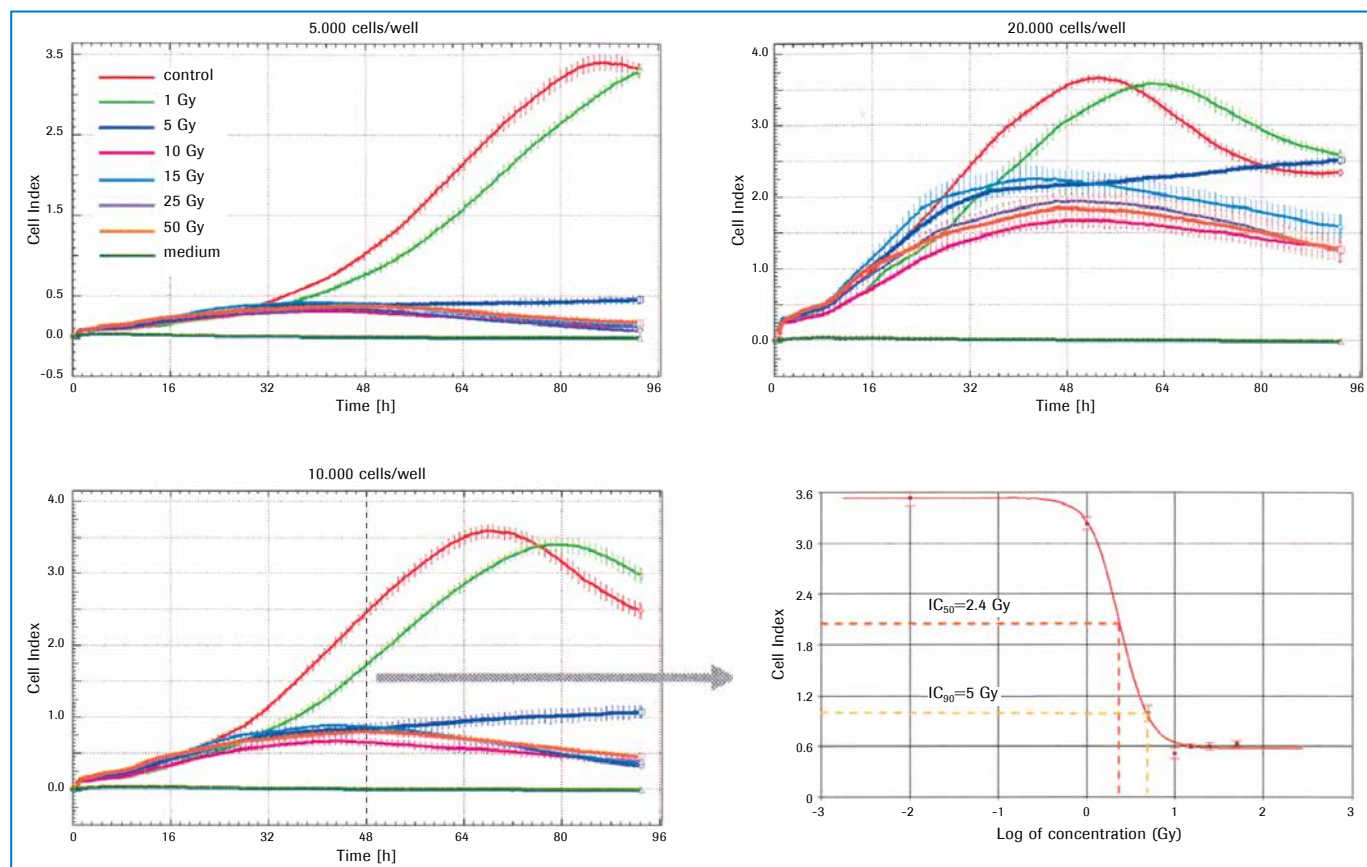 5.000 cells/well
3.5
2.5
1.5
0.5
0.0
-0.5
Cell Index
control
1 Gy
5 Gy
10 Gy
15 Gy
25 Gy
50 Gy
medium
0 16 32 48 64 80 96
Time [h]
20.000 cells/well
4.0
3.0
2.0
1.0
0.0
Cell Index
0 16 32 48 64 80 96
Time [h]
10.000 cells/well
4.0
3.0
2.0
1.0
0.0
Cell Index
0 16 32 48 64 80 96
Time [h]
3.6
3.0
2.4
1.8
1.2
0.6
0
Cell Index
IC50=2.4 Gy
IC90=5 Gy
-3 -2 -1 0 1 2 3
Log of concentration (Gy)